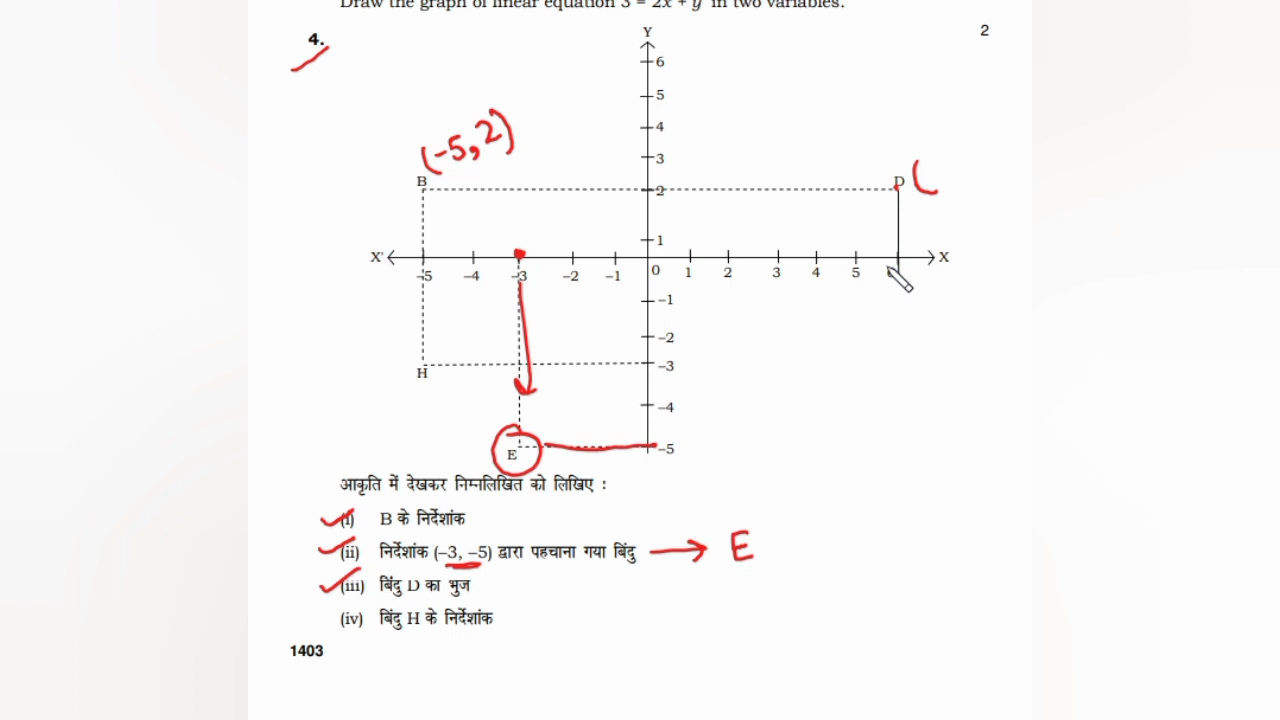 Draw the graph of linear equation 3 = 2x + y in two variables.
4.
2
Y
6
5
4
3
2
1
(-5,2)
B
D (
X' -5 -4 -3 -2 -1 0 1 2 3 4 5 X
-1
-2
-3
H
-4
-5
E
आकृति में देखकर निम्नलिखित को लिखिए :
(i) B के निर्देशांक
(ii) निर्देशांक (–3, –5) द्वारा पहचाना गया बिंदु → E
(iii) बिंदु D का भुज
(iv) बिंदु H के निर्देशांक
1403